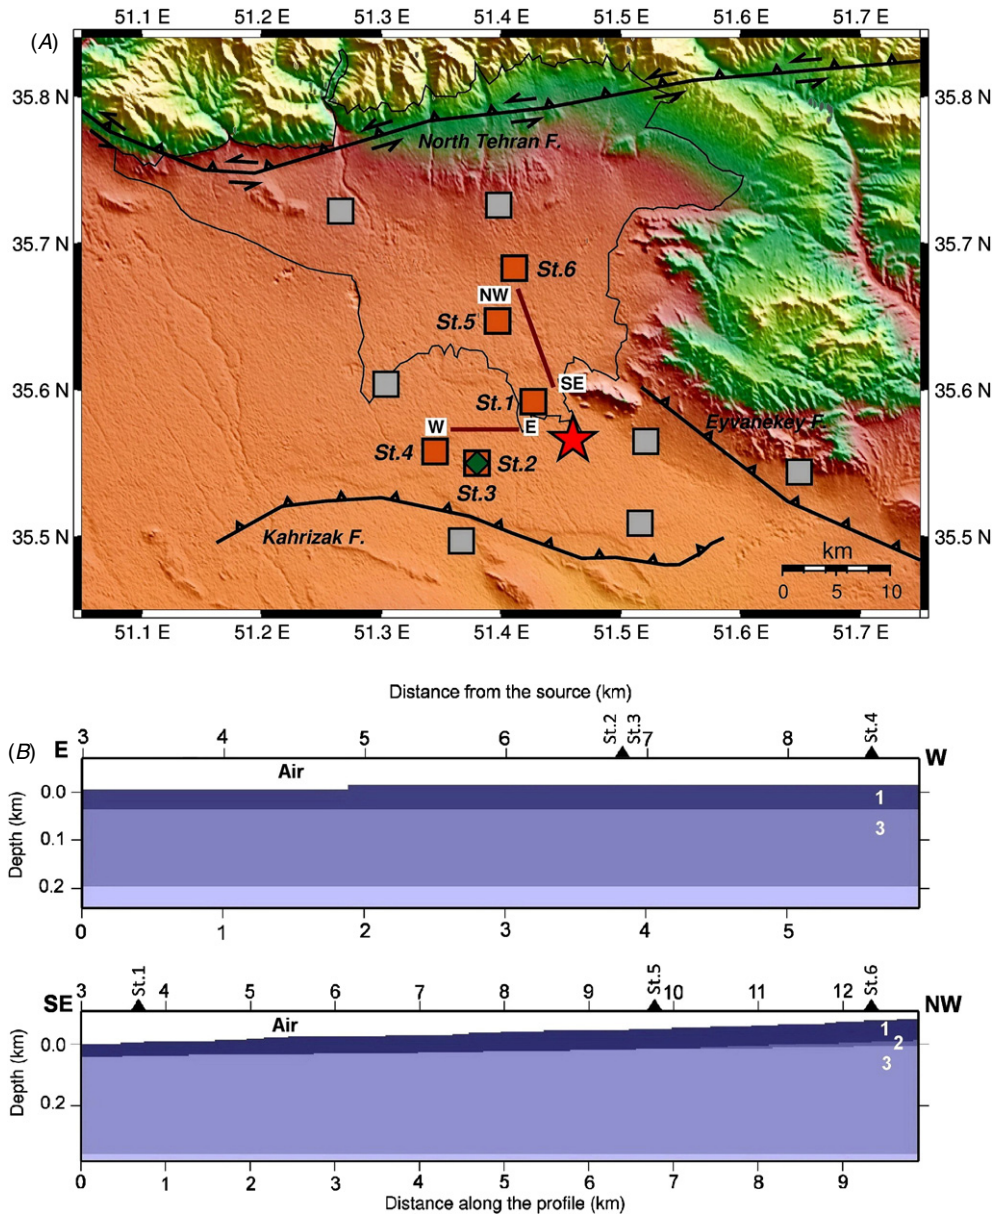 51.1 E 51.2 51.3 51.4 51.5 51.6 51.7
(A)
35.8 N 35.8 N
North Tehran F.
35.7 N 35.7 N
St.6
NW
St.5
35.6 N SE 35.6 N
St.1
Eyvanekey F.
W E
St.4 St.2
St.3
Kahrizak F.
35.5 N 35.5 N
km
0 5 10
51.1 E 51.2 E 51.3 E 51.4 E 51.5 E 51.6 E 51.7 E
Distance from the source (km)
(B) E 3 4 5 6 St.2 St.3 7 8 St.4 W
Air
0.0 1
3
0.1
Depth (km)
0.2
0 1 2 3 4 5
SE 3 St.1 4 5 6 7 8 9 St.5 10 11 12 St.6 NW
Air 1
0.0 2
3
Depth (km)
0.2
0 1 2 3 4 5 6 7 8 9
Distance along the profile (km)